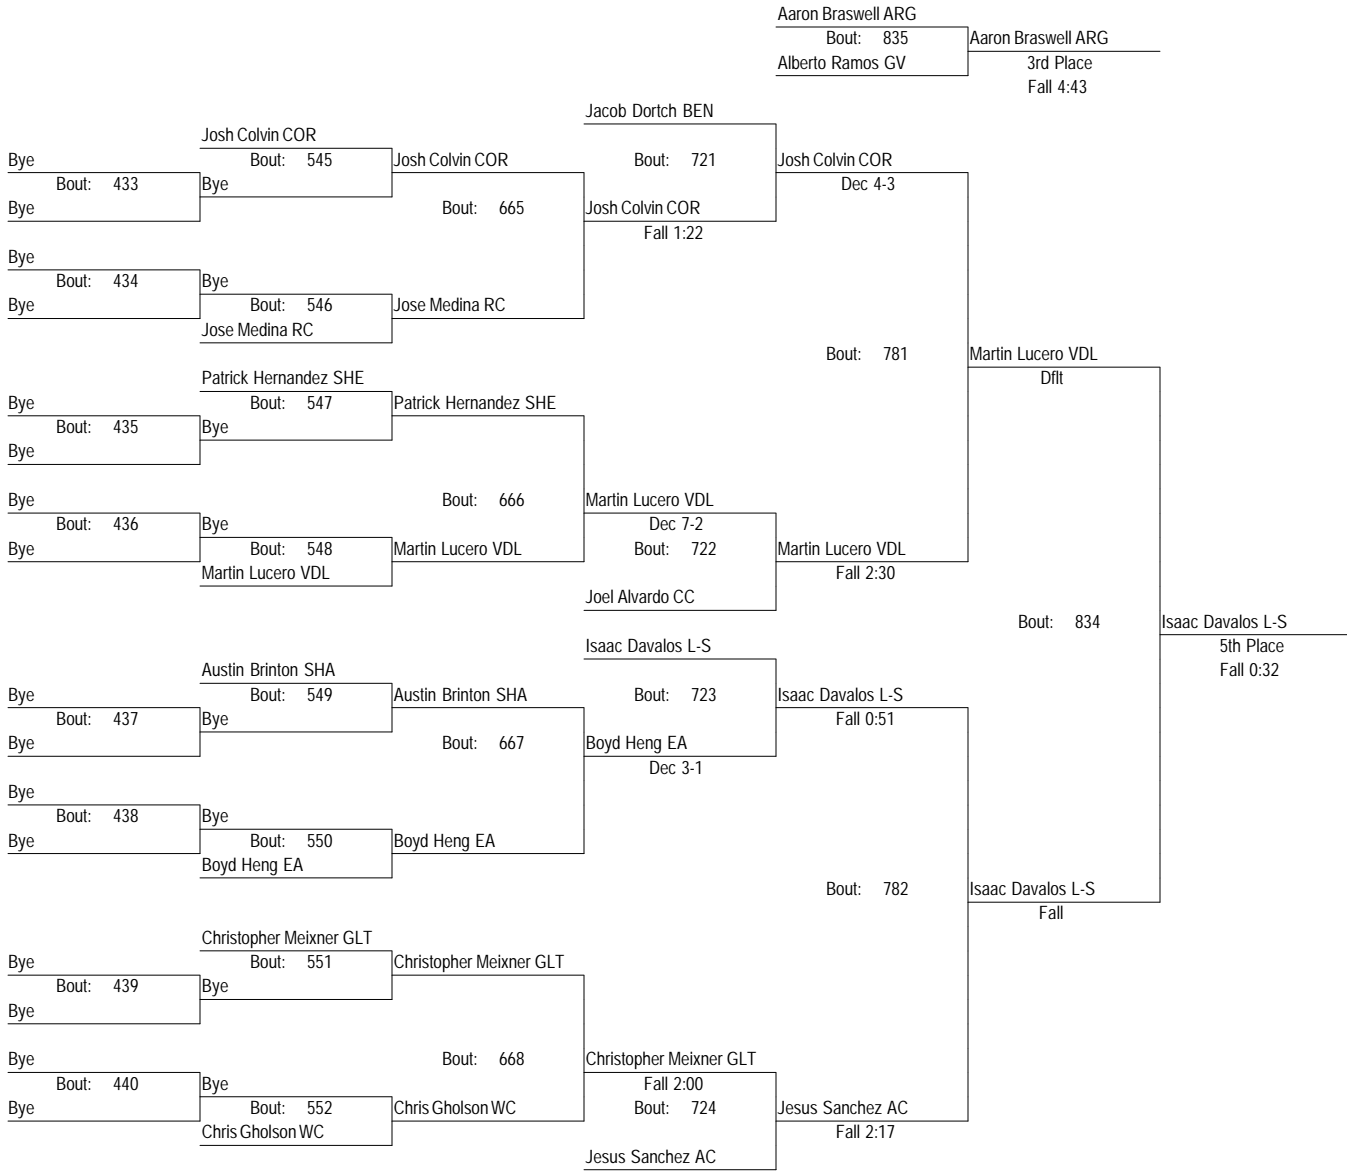 Aaron Braswell ARG
Bout: 835 Aaron Braswell ARG
Alberto Ramos GV 3rd Place
Fall 4:43
Jacob Dortch BEN
Josh Colvin COR
Bye Bout: 545 Josh Colvin COR Bout: 721 Josh Colvin COR
Bout: 433 Bye Dec 4-3
Bye Bout: 665 Josh Colvin COR
Fall 1:22
Bye
Bout: 434 Bye
Bye Bout: 546 Jose Medina RC
Jose Medina RC
Bout: 781 Martin Lucero VDL
Patrick Hernandez SHE Dflt
Bye Bout: 547 Patrick Hernandez SHE
Bout: 435 Bye
Bye
Bye Bout: 666 Martin Lucero VDL
Bout: 436 Bye Dec 7-2
Bye Bout: 548 Martin Lucero VDL Bout: 722 Martin Lucero VDL
Martin Lucero VDL Fall 2:30
Joel Alvardo CC
Bout: 834 Isaac Davalos L-S
Isaac Davalos L-S 5th Place
Austin Brinton SHA Fall 0:32
Bye Bout: 549 Austin Brinton SHA Bout: 723 Isaac Davalos L-S
Bout: 437 Bye Fall 0:51
Bye Bout: 667 Boyd Heng EA
Dec 3-1
Bye
Bout: 438 Bye
Bye Bout: 550 Boyd Heng EA
Boyd Heng EA
Bout: 782 Isaac Davalos L-S
Fall
Christopher Meixner GLT
Bye Bout: 551 Christopher Meixner GLT
Bout: 439 Bye
Bye
Bye Bout: 668 Christopher Meixner GLT
Bout: 440 Bye Fall 2:00
Bye Bout: 552 Chris Gholson WC Bout: 724 Jesus Sanchez AC
Chris Gholson WC Fall 2:17
Jesus Sanchez AC